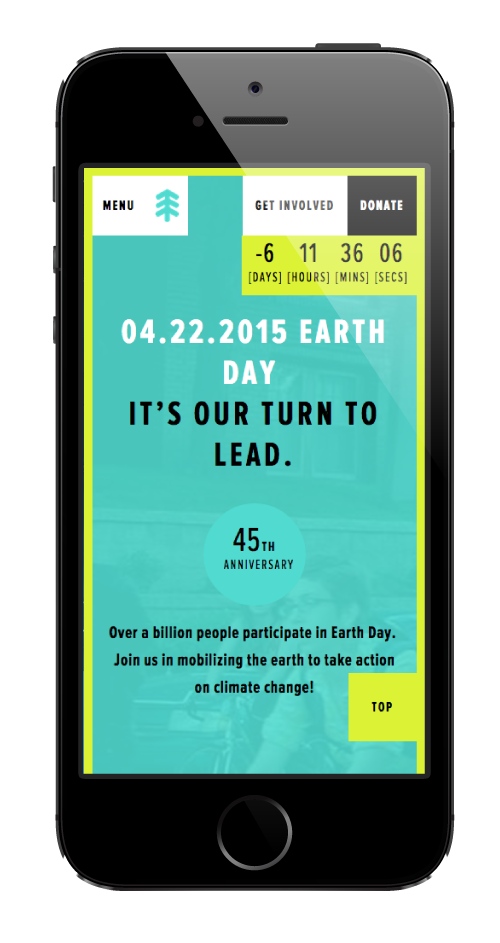 MENU
GET INVOLVED
DONATE
-6 11 36 06
[DAYS] [HOURS] [MINS] [SECS]
04.22.2015 EARTH
DAY
IT’S OUR TURN TO
LEAD.
45TH
ANNIVERSARY
Over a billion people participate in Earth Day.
Join us in mobilizing the earth to take action
on climate change!
TOP